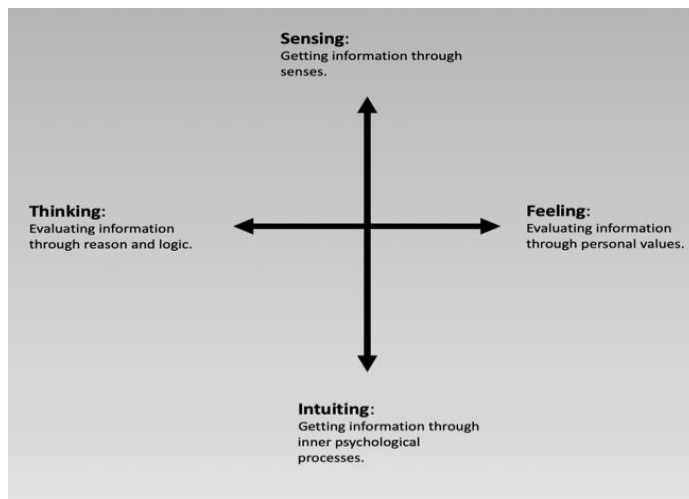 Sensing:
Getting information through
senses.
Thinking:
Evaluating information
through reason and logic.
Feeling:
Evaluating information
through personal values.
Intuiting:
Getting information through
inner psychological
processes.